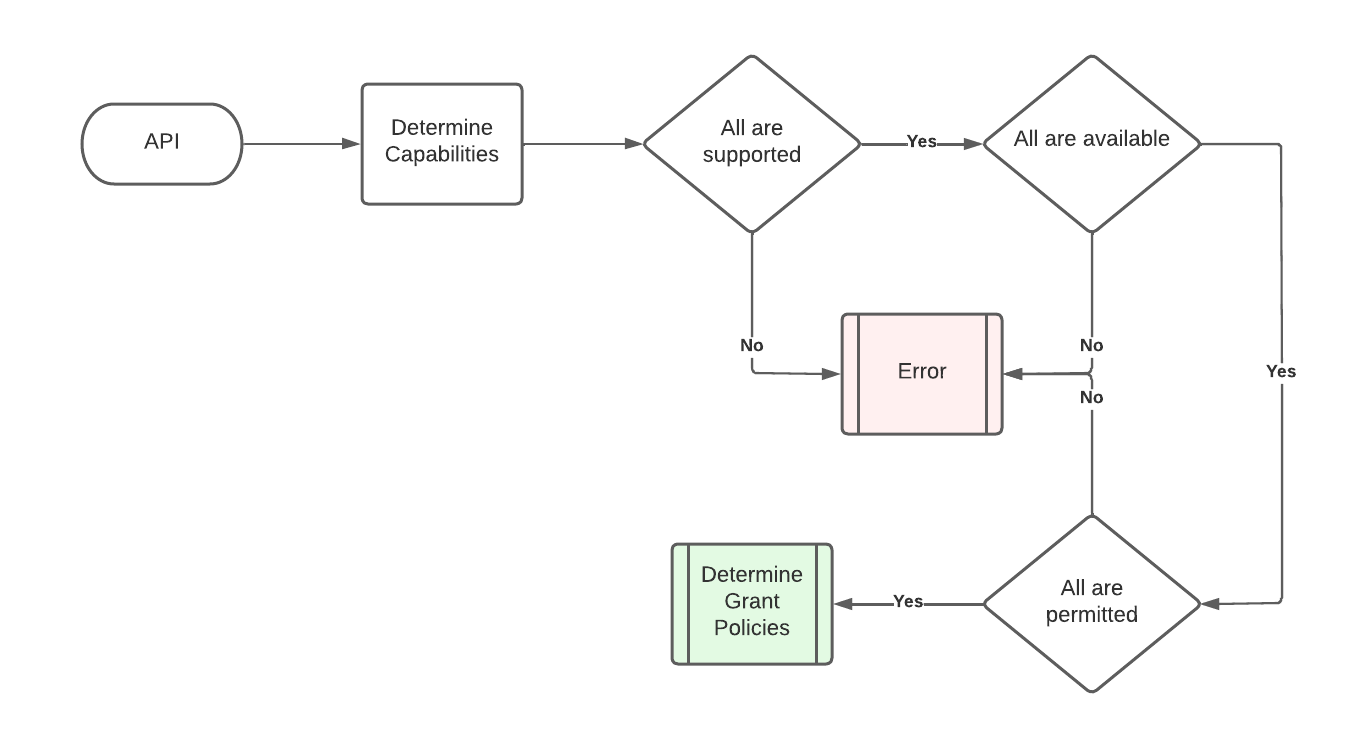 API
Determine
Capabilities
All are
supported
Yes
All are available
No
No
Error
Yes
No
Determine
Grant
Policies
Yes
All are
permitted